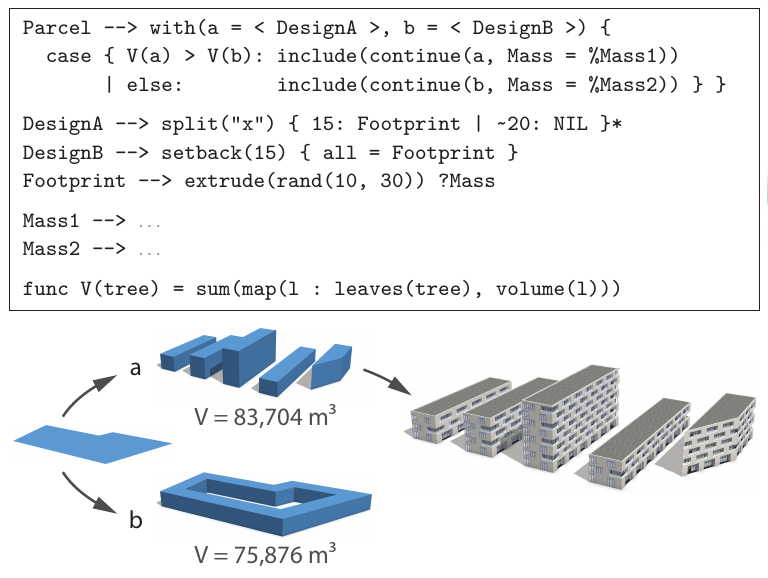 Parcel --> with(a = < DesignA >, b = < DesignB >) {
case { V(a) > V(b): include(continue(a, Mass = %Mass1))
| else: include(continue(b, Mass = %Mass2)) } }
DesignA --> split("x") { 15: Footprint | ~20: NIL }*
DesignB --> setback(15) { all = Footprint }
Footprint --> extrude(rand(10, 30)) ?Mass
Mass1 --> ...
Mass2 --> ...
func V(tree) = sum(map(l : leaves(tree), volume(l)))
a
V = 83,704 m³
b
V = 75,876 m³